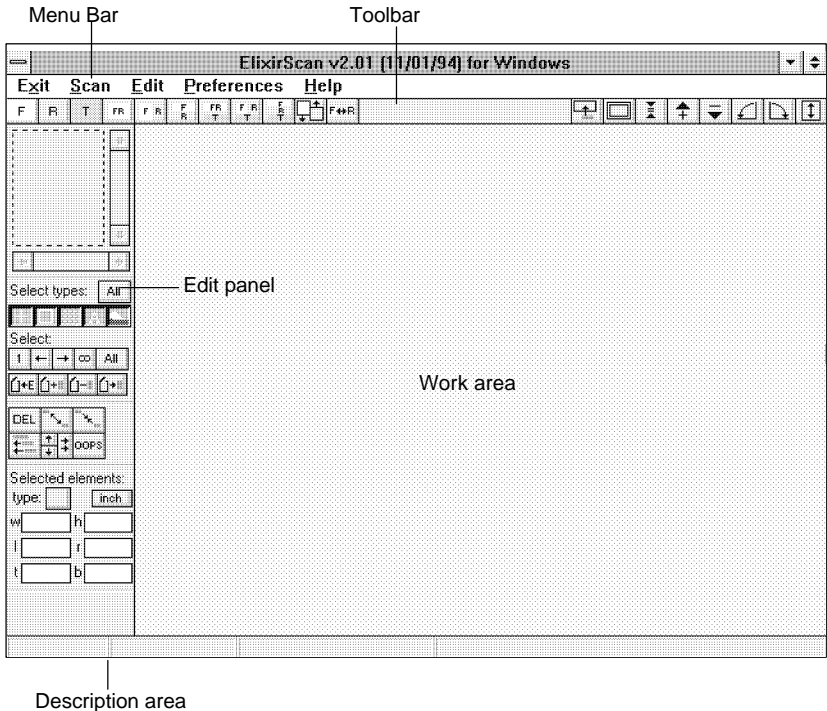 Menu Bar Toolbar
ElixirScan v2.01 (11/01/94) for Windows
Exit Scan Edit Preferences Help
F R T FR F R F R FR T F R T F R T F↔R
Select types: All
Edit panel
Select:
1 ← → ∞ All
Work area
DEL
OOPS
Selected elements:
type: inch
w h
l r
t b
Description area